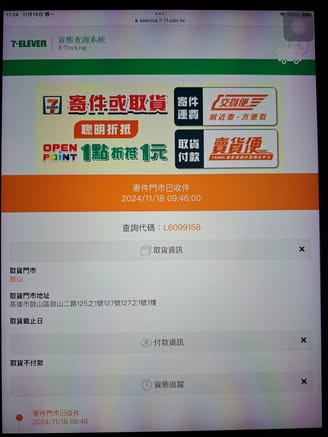 11:14 11月18日 週一
eservice.7-11.com.tw
7-ELEVEN 貨態查詢系統
E-Tracking
寄件或取貨
聰明折抵
OPEN POINT 1點折抵1元
寄件運費 交貨便
就近寄·方便取
取貨付款 賣貨便
寄件門市已收件
2024/11/18 09:46:00
查詢代碼：L6099158
取貨資訊
取貨門市
鼓山
取貨門市地址
高雄市鼓山區鼓山二路125之1號127號127之1號1樓
取貨截止日
付款資訊
取貨不付款
貨態追蹤
寄件門市已收件
2024/11/18 09:46